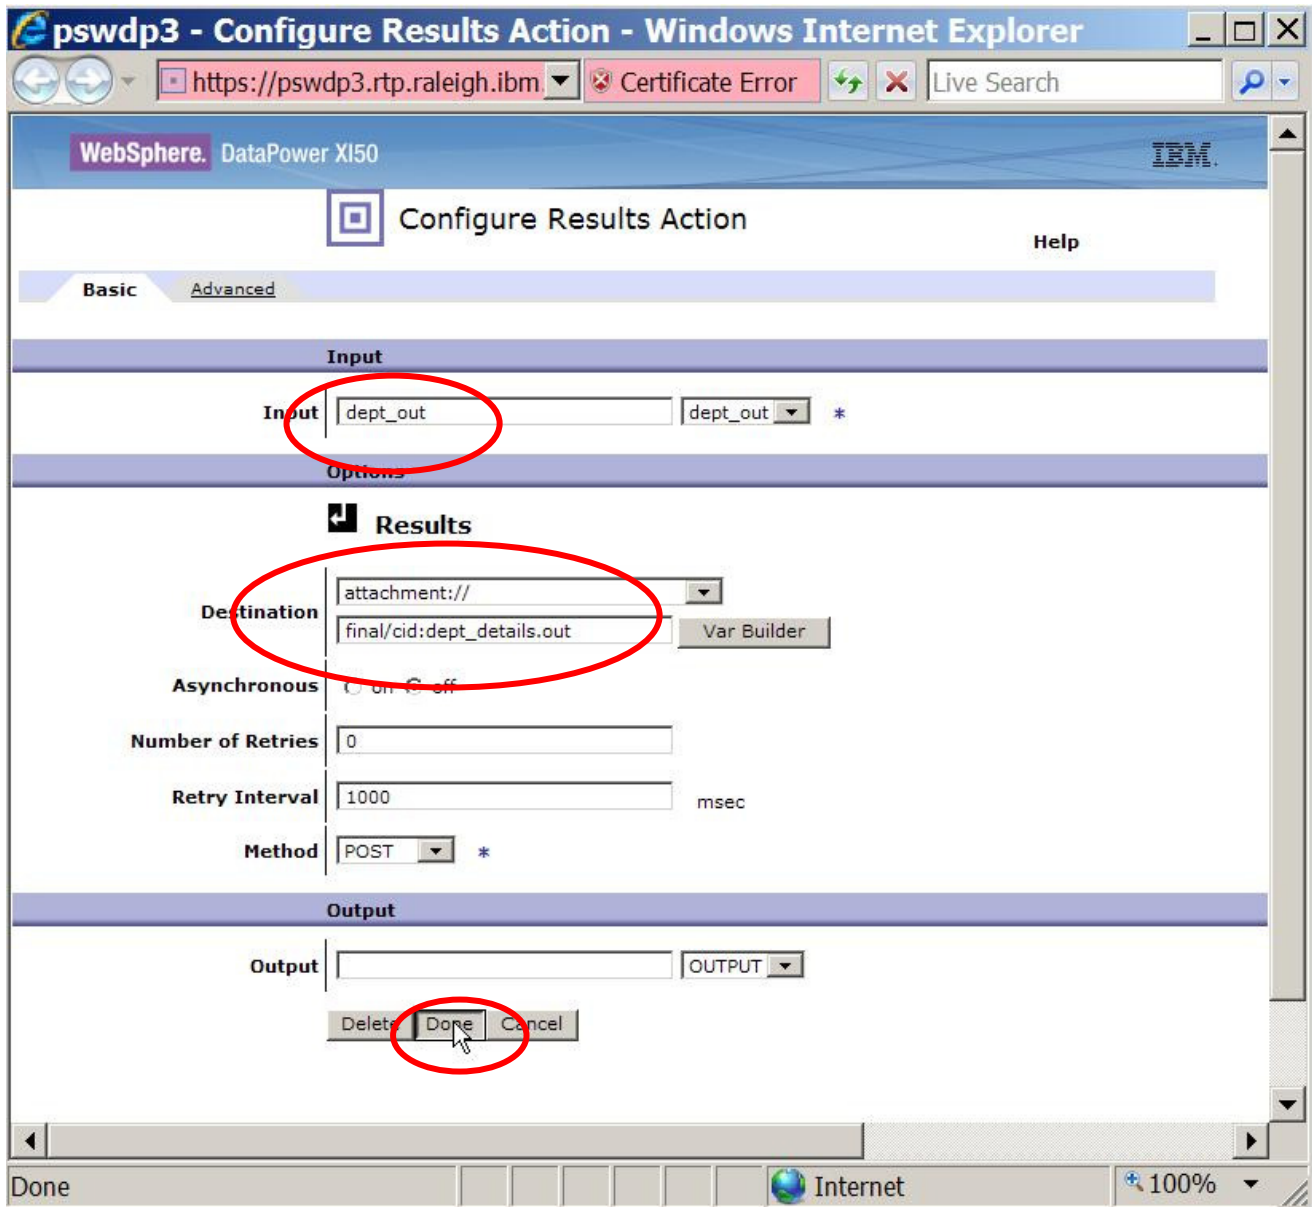 pswdp3 - Configure Results Action - Windows Internet Explorer
https://pswdp3.rtp.raleigh.ibm. Certificate Error Live Search
WebSphere. DataPower XI50 IBM.
Configure Results Action
Help
Basic Advanced
Input
Input dept_out dept_out *
Options
Results
Destination attachment://
final/cid:dept_details.out Var Builder
Asynchronous on off
Number of Retries 0
Retry Interval 1000 msec
Method POST *
Output
Output OUTPUT
Delete Done Cancel
Done Internet 100%